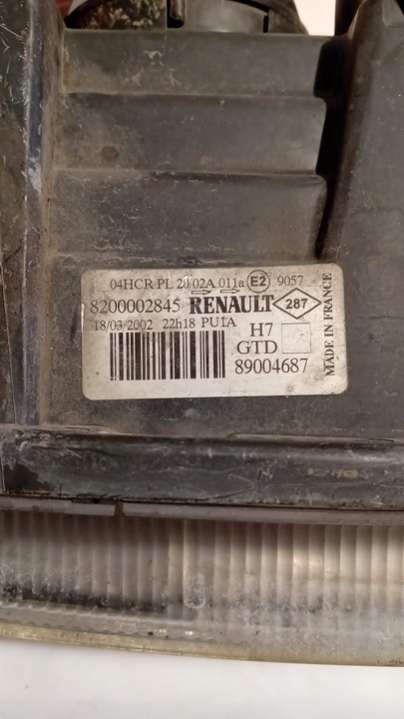 04HCR PL 20 02A 011a E2 9057
8200002845 RENAULT 287
18/03/2002 22h18 PU1A H7
GTD
89004687
MADE IN FRANCE